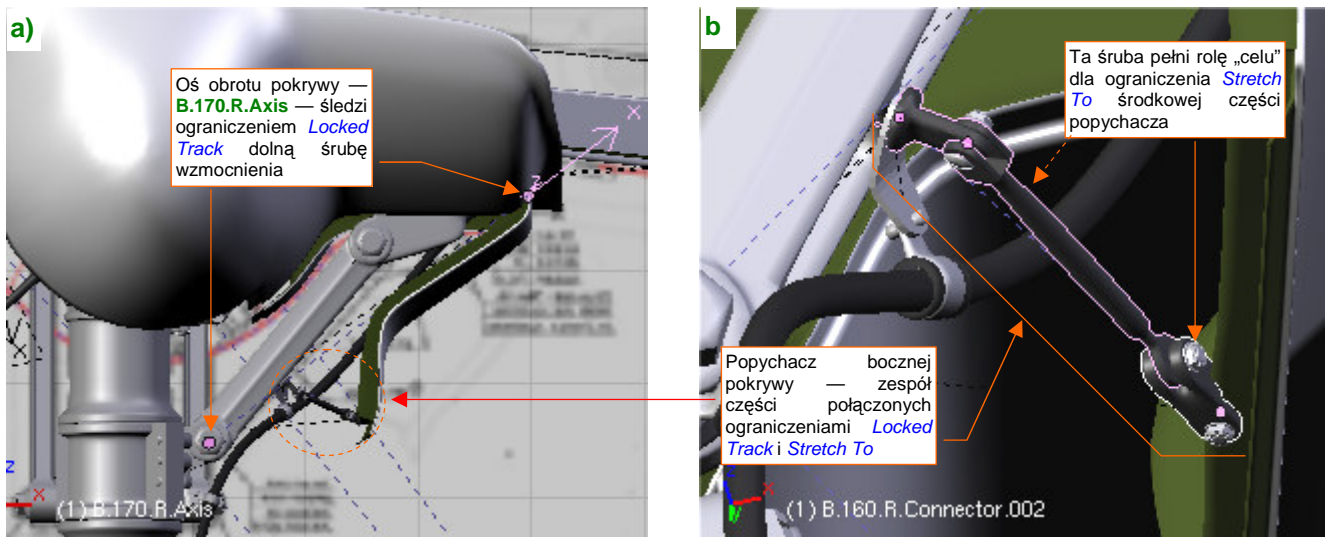 a)
Oś obrotu pokrywy —
B.170.R.Axis — śledzi
ograniczeniem Locked
Track dolną śrubę
wzmocnienia
X
z
X
z
x
(1) B.170.R.Axis
b
Ta śruba pełni rolę „celu”
dla ograniczenia Stretch
To środkowej części
popychacza
Popychacz bocznej
pokrywy — zespół
części połączonych
ograniczeniami Locked
Track i Stretch To
z
x
y
(1) B.160.R.Connector.002